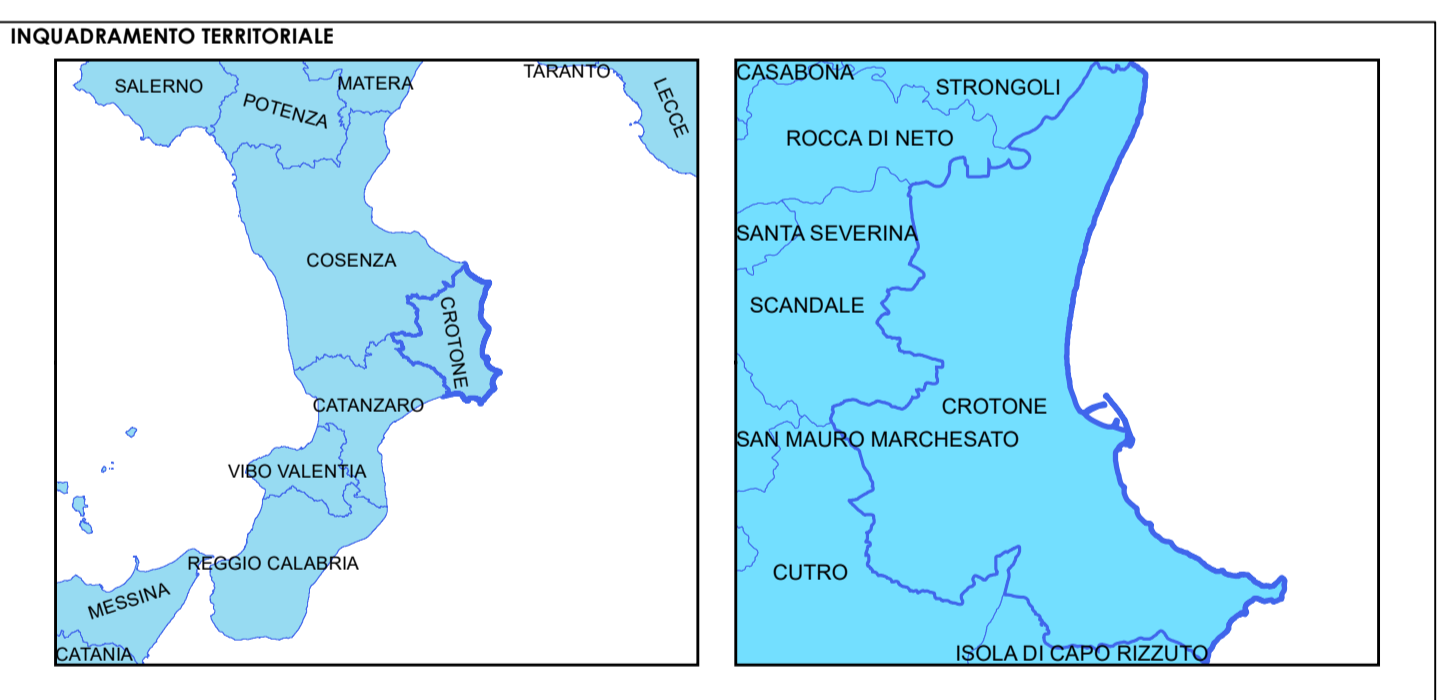 INQUADRAMENTO TERRITORIALE
SALERNO
POTENZA
MATERA
TARANTO
LECCE
COSENZA
CROTONE
CATANZARO
VIBO VALENTIA
REGGIO CALABRIA
MESSINA
CATANIA
CASABONA
STRONGOLI
ROCCA DI NETO
SANTA SEVERINA
SCANDALE
CROTONE
SAN MAURO MARCHESATO
CUTRO
ISOLA DI CAPO RIZZUTO